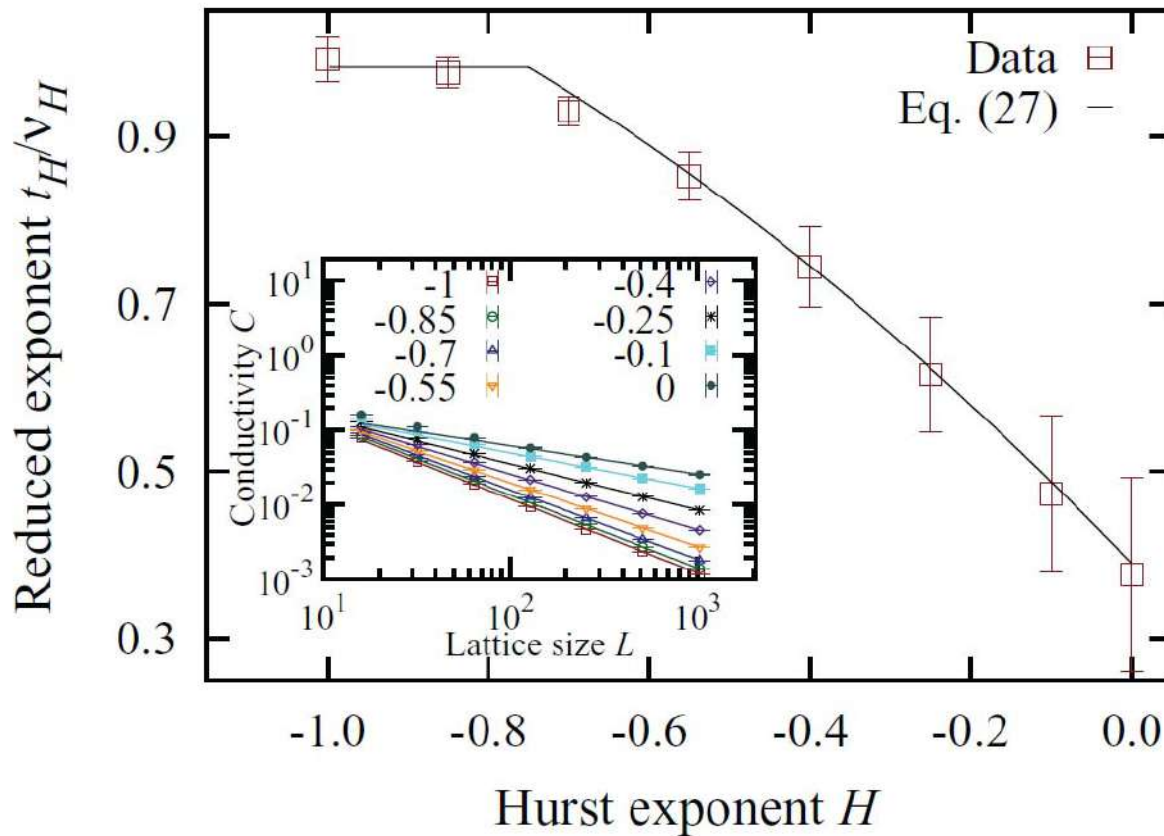 Reduced exponent t_H/ν_H
0.9
0.7
0.5
0.3
Data
Eq. (27)
Conductivity C
10^1
10^0
10^-1
10^-2
10^-3
-1
-0.85
-0.7
-0.55
-0.4
-0.25
-0.1
0
10^1 10^2 10^3
Lattice size L
-1.0 -0.8 -0.6 -0.4 -0.2 0.0
Hurst exponent H